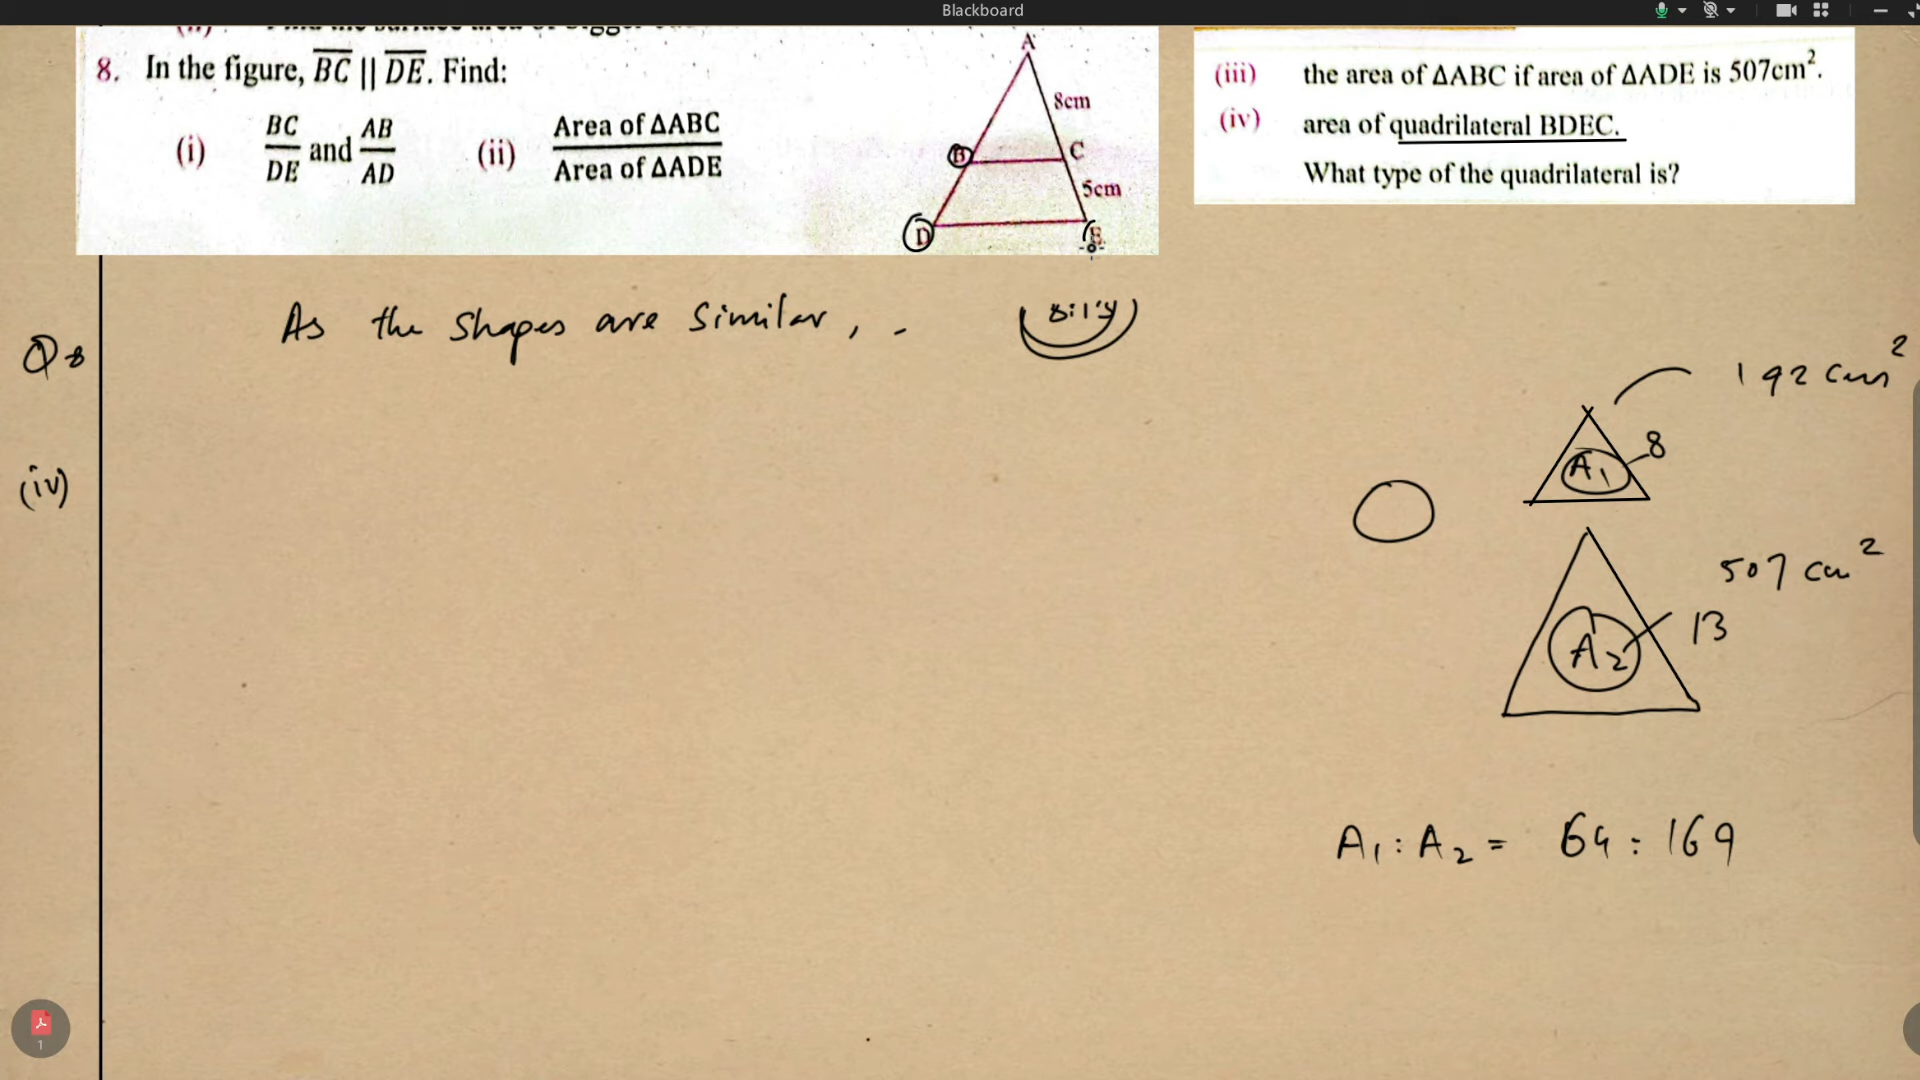 Blackboard
8. In the figure, BC || DE. Find:
(i) BC/DE and AB/AD (ii) Area of ΔABC/Area of ΔADE
A
8cm
B
C
5cm
D
E
(iii) the area of ΔABC if area of ΔADE is 507cm².
(iv) area of quadrilateral BDEC.
What type of the quadrilateral is?
As the shapes are similar, .
Q8
(iv)
192 cm²
A₁
8
507 cm²
A₂
13
A₁ : A₂ = 64 : 169
1